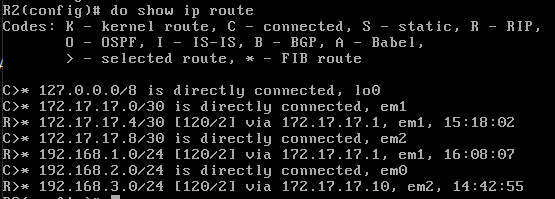 R2(config)# do show ip route
Codes: K - kernel route, C - connected, S - static, R - RIP,
O - OSPF, I - IS-IS, B - BGP, A - Babel,
> - selected route, * - FIB route
C>* 127.0.0.0/8 is directly connected, lo0
C>* 172.17.17.0/30 is directly connected, em1
R>* 172.17.17.4/30 [120/2] via 172.17.17.1, em1, 15:18:02
C>* 172.17.17.8/30 is directly connected, em2
R>* 192.168.1.0/24 [120/2] via 172.17.17.1, em1, 16:08:07
C>* 192.168.2.0/24 is directly connected, em0
R>* 192.168.3.0/24 [120/2] via 172.17.17.10, em2, 14:42:55